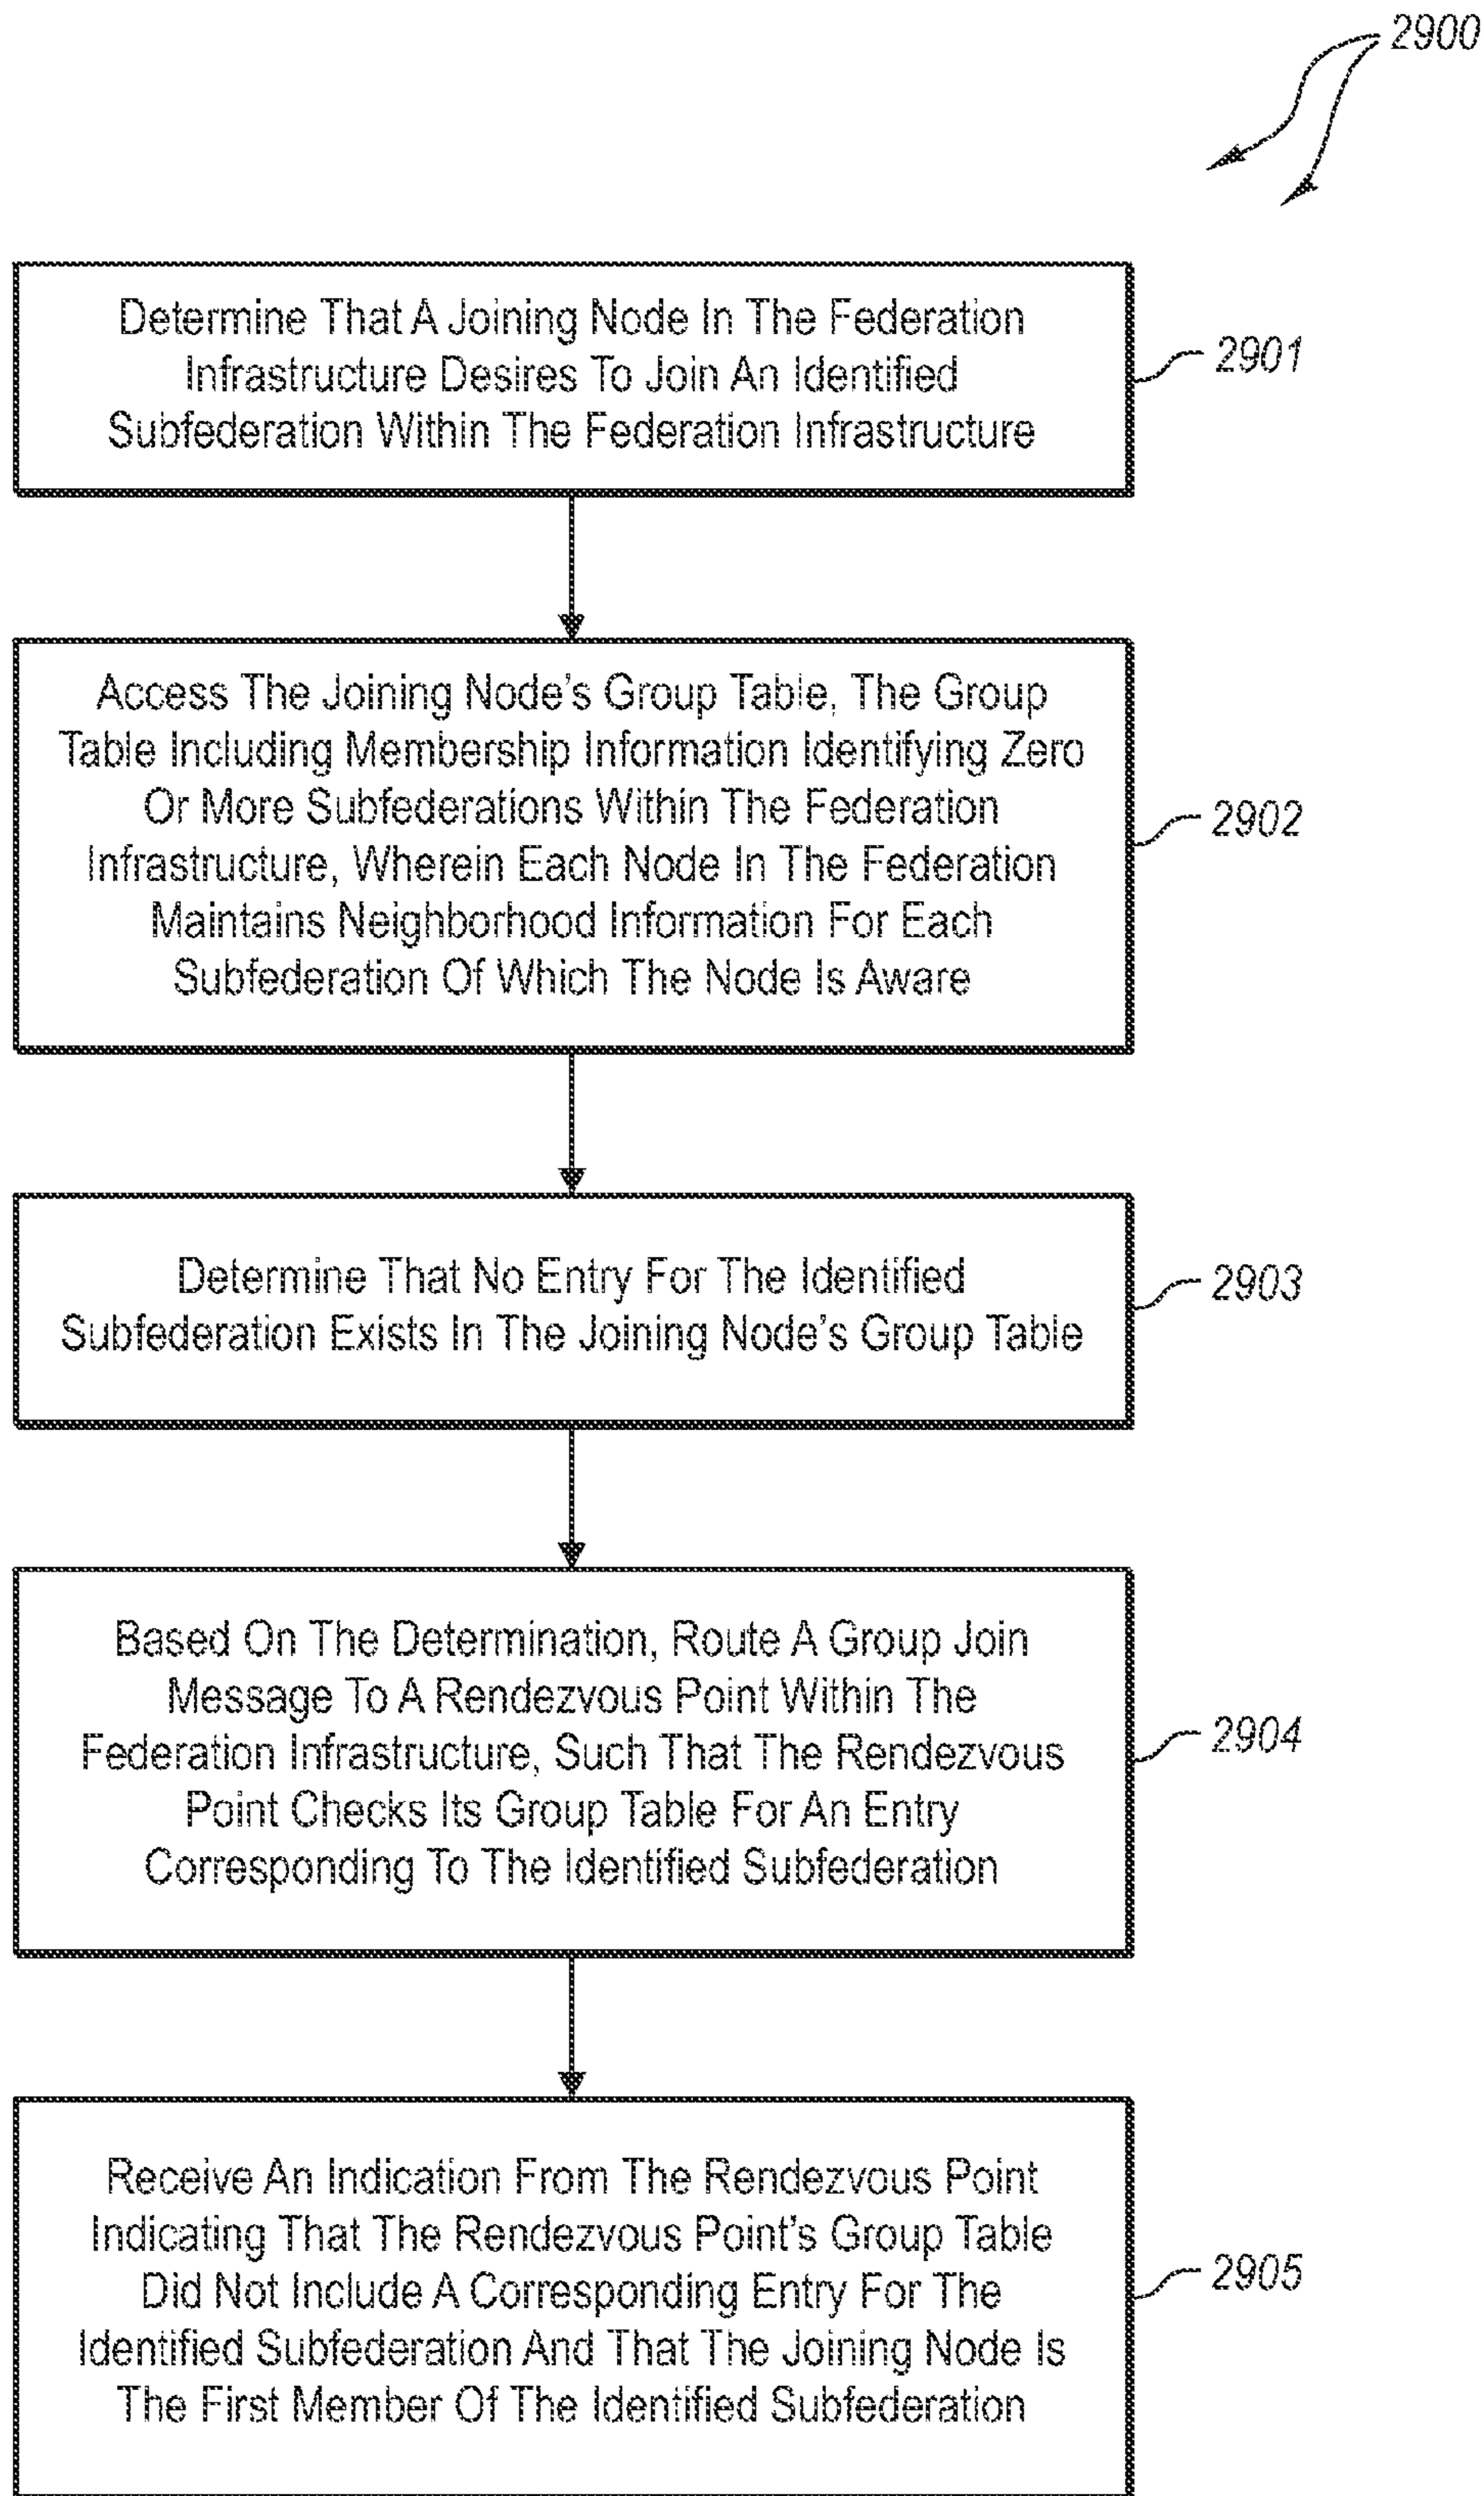 2900
Determine That A Joining Node In The Federation
Infrastructure Desires To Join An Identified
Subfederation Within The Federation Infrastructure
2901
Access The Joining Node's Group Table, The Group
Table Including Membership Information Identifying Zero
Or More Subfederations Within The Federation
Infrastructure, Wherein Each Node In The Federation
Maintains Neighborhood Information For Each
Subfederation Of Which The Node Is Aware
2902
Determine That No Entry For The Identified
Subfederation Exists In The Joining Node's Group Table
2903
Based On The Determination, Route A Group Join
Message To A Rendezvous Point Within The
Federation Infrastructure, Such That The Rendezvous
Point Checks Its Group Table For An Entry
Corresponding To The Identified Subfederation
2904
Receive An Indication From The Rendezvous Point
Indicating That The Rendezvous Point's Group Table
Did Not Include A Corresponding Entry For The
Identified Subfederation And That The Joining Node Is
The First Member Of The Identified Subfederation
2905